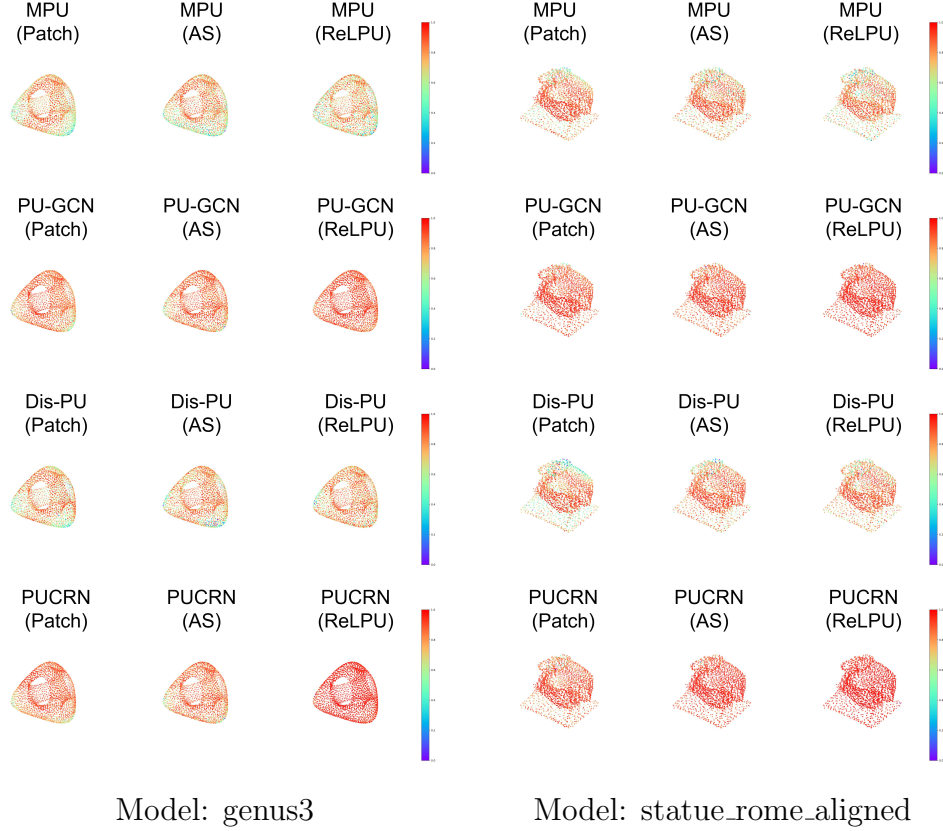 MPU MPU MPU MPU MPU MPU
(Patch) (AS) (ReLPU) (Patch) (AS) (ReLPU)
PU-GCN PU-GCN PU-GCN PU-GCN PU-GCN PU-GCN
(Patch) (AS) (ReLPU) (Patch) (AS) (ReLPU)
Dis-PU Dis-PU Dis-PU Dis-PU Dis-PU Dis-PU
(Patch) (AS) (ReLPU) (Patch) (AS) (ReLPU)
PUCRN PUCRN PUCRN PUCRN PUCRN PUCRN
(Patch) (AS) (ReLPU) (Patch) (AS) (ReLPU)
Model: genus3 Model: statue_rome_aligned